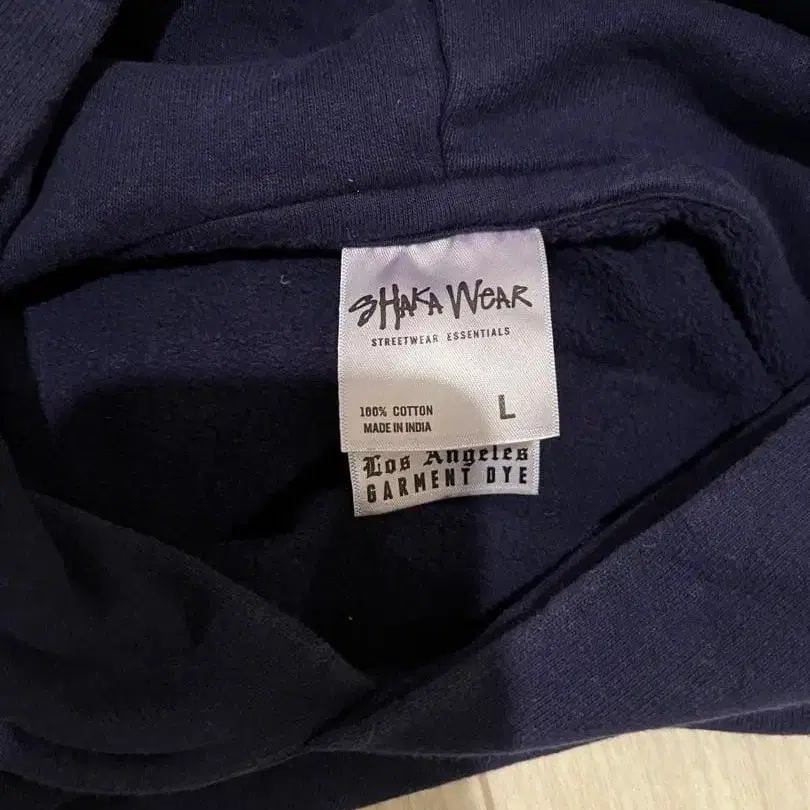 SHAKA WEAR
STREETWEAR ESSENTIALS
100% COTTON L
MADE IN INDIA
Los Angeles
GARMENT DYE